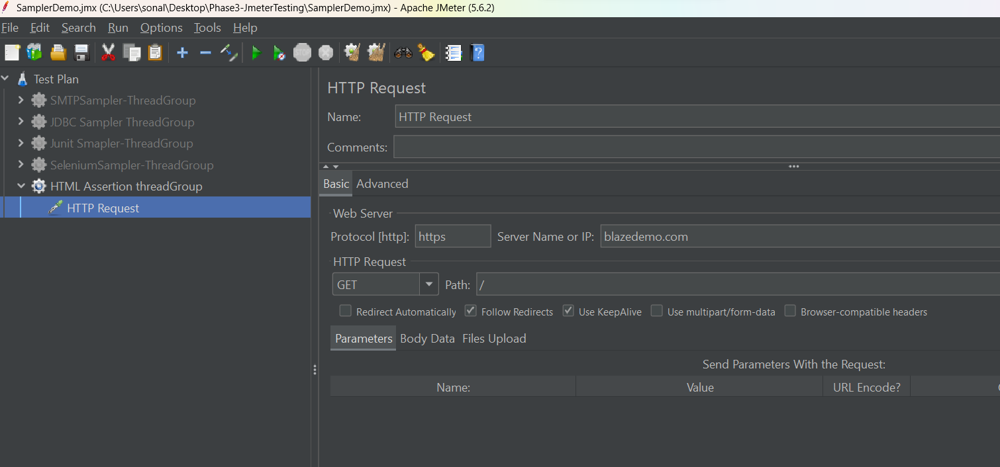 SamplerDemo.jmx (C:\Users\sonal\Desktop\Phase3-JmeterTesting\SamplerDemo.jmx) - Apache JMeter (5.6.2)
File Edit Search Run Options Tools Help
STOP
Test Plan
SMTPSampler-ThreadGroup
JDBC Sampler ThreadGroup
Junit Smapler-ThreadGroup
SeleniumSampler-ThreadGroup
HTML Assertion threadGroup
HTTP Request
HTTP Request
Name: HTTP Request
Comments:
Basic Advanced
Web Server
Protocol [http]: https Server Name or IP: blazedemo.com
HTTP Request
GET Path: /
Redirect Automatically Follow Redirects Use KeepAlive Use multipart/form-data Browser-compatible headers
Parameters Body Data Files Upload
Send Parameters With the Request:
Name: Value URL Encode?